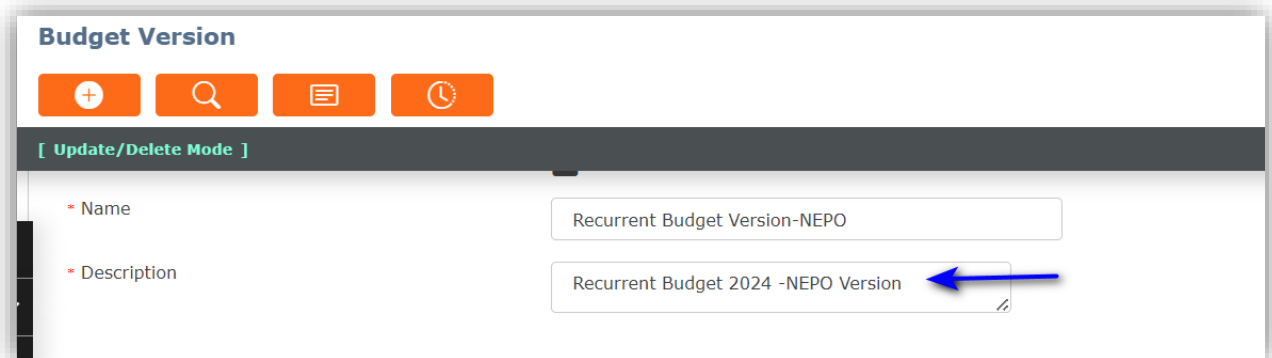 Budget Version
[ Update/Delete Mode ]
* Name
Recurrent Budget Version-NEPO
* Description
Recurrent Budget 2024 -NEPO Version